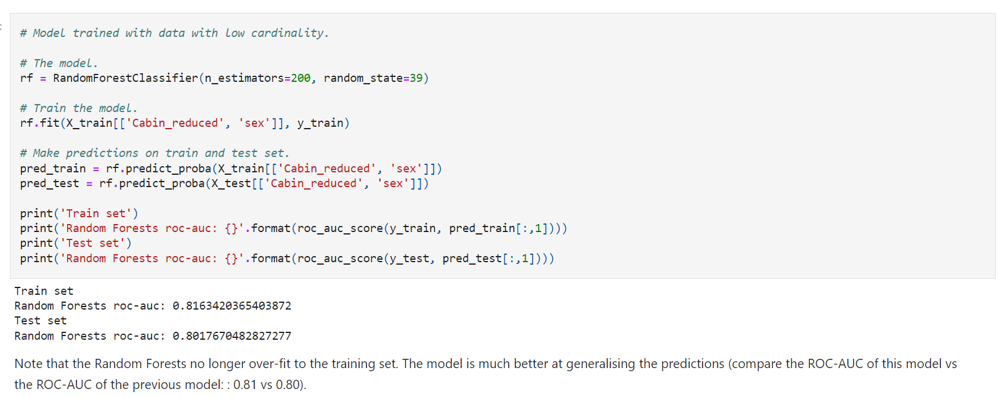 # Model trained with data with low cardinality.
# The model.
rf = RandomForestClassifier(n_estimators=200, random_state=39)
# Train the model.
rf.fit(X_train[['Cabin_reduced', 'sex']], y_train)
# Make predictions on train and test set.
pred_train = rf.predict_proba(X_train[['Cabin_reduced', 'sex']])
pred_test = rf.predict_proba(X_test[['Cabin_reduced', 'sex']])
print('Train set')
print('Random Forests roc-auc: {}'.format(roc_auc_score(y_train, pred_train[:,1])))
print('Test set')
print('Random Forests roc-auc: {}'.format(roc_auc_score(y_test, pred_test[:,1])))
Train set
Random Forests roc-auc: 0.8163420365403872
Test set
Random Forests roc-auc: 0.8017670482827277
Note that the Random Forests no longer over-fit to the training set. The model is much better at generalising the predictions (compare the ROC-AUC of this model vs
the ROC-AUC of the previous model: : 0.81 vs 0.80).